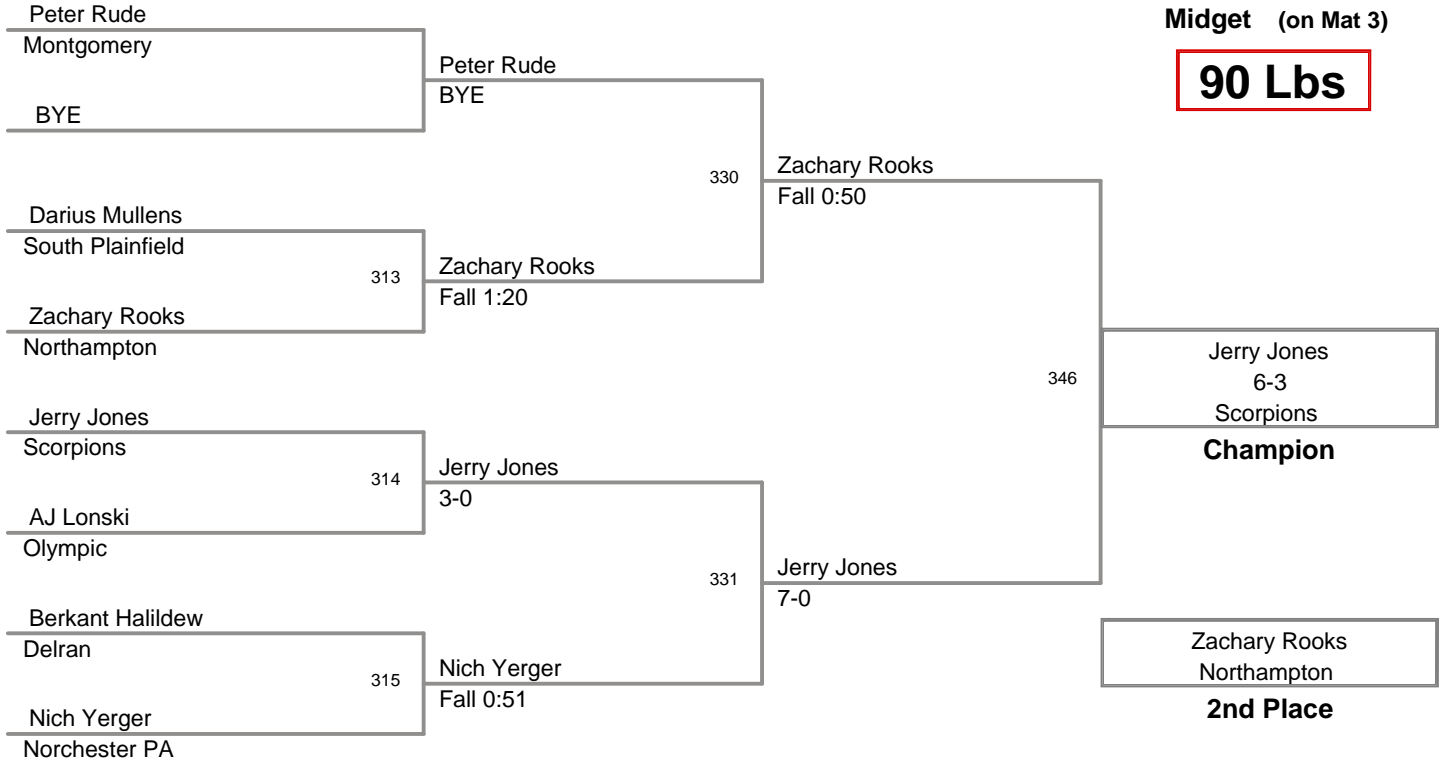 Midget (on Mat 3)
90 Lbs
Peter Rude
Montgomery
BYE
Darius Mullens
South Plainfield
313
Zachary Rooks
Northampton
Jerry Jones
Scorpions
314
AJ Lonski
Olympic
Berkant Halildew
Delran
315
Nich Yerger
Norchester PA
Peter Rude
BYE
330
Zachary Rooks
Fall 1:20
Jerry Jones
3-0
331
Nich Yerger
Fall 0:51
Zachary Rooks
Fall 0:50
346
Jerry Jones
7-0
Jerry Jones
6-3
Scorpions
Champion
Zachary Rooks
Northampton
2nd Place